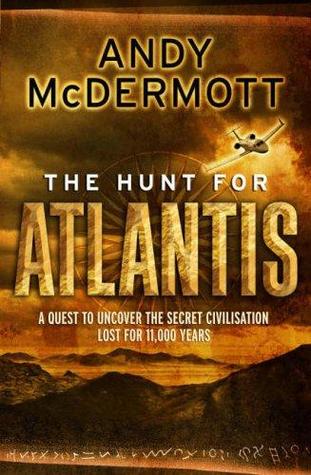 ANDY
McDERMOTT
THE HUNT FOR
ATLANTIS
A QUEST TO UNCOVER THE SECRET CIVILISATION
LOST FOR 11,000 YEARS